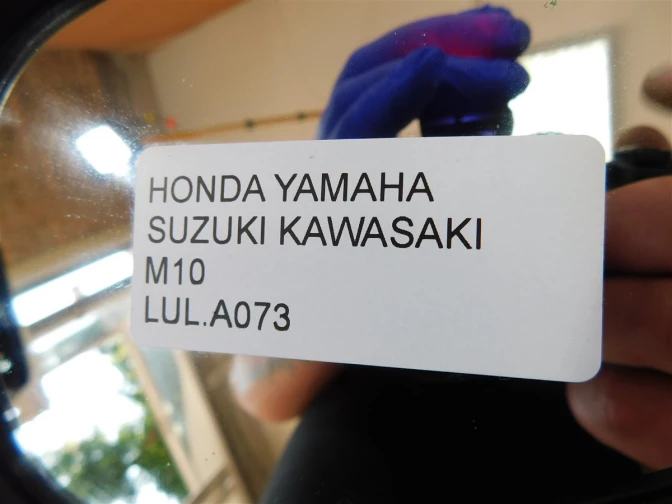 HONDA YAMAHA
SUZUKI KAWASAKI
M10
LUL.A073